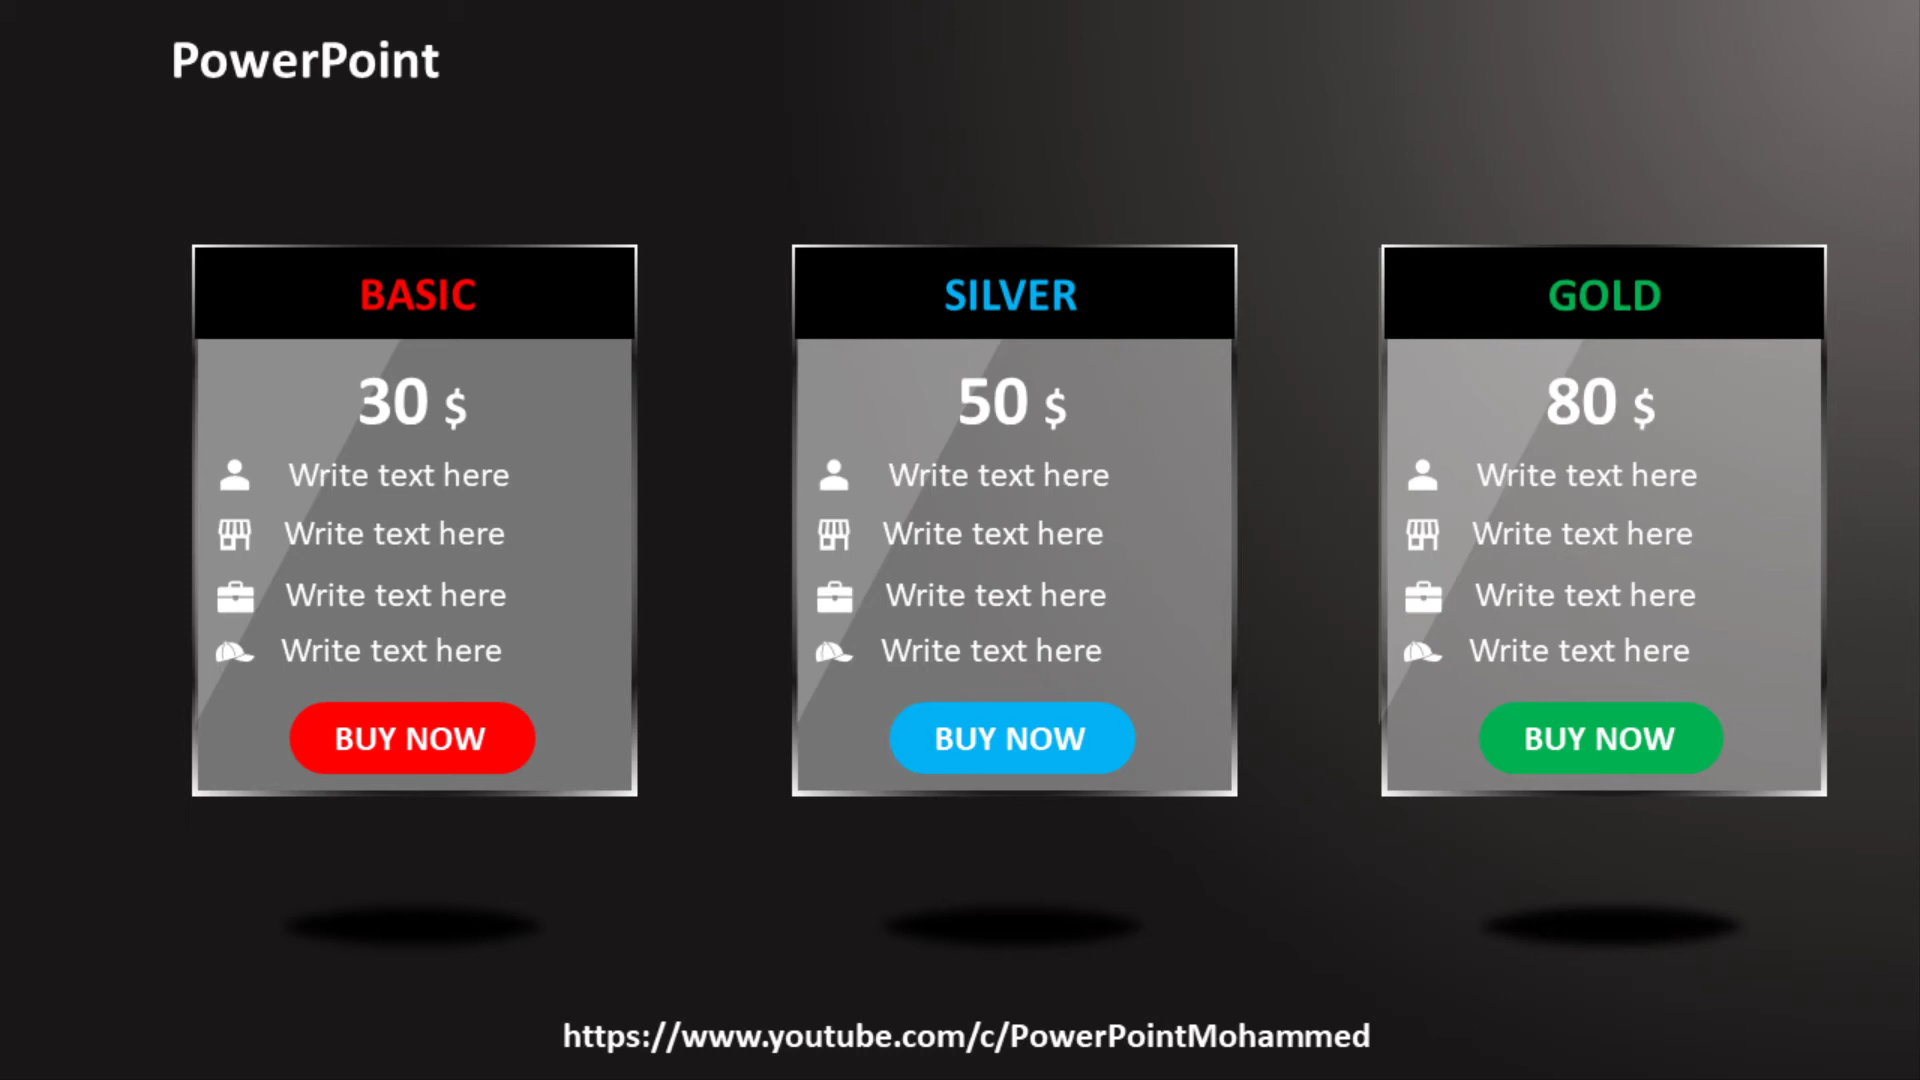 PowerPoint
BASIC
30 $
Write text here
Write text here
Write text here
Write text here
BUY NOW
SILVER
50 $
Write text here
Write text here
Write text here
Write text here
BUY NOW
GOLD
80 $
Write text here
Write text here
Write text here
Write text here
BUY NOW
https://www.youtube.com/c/PowerPointMohammed